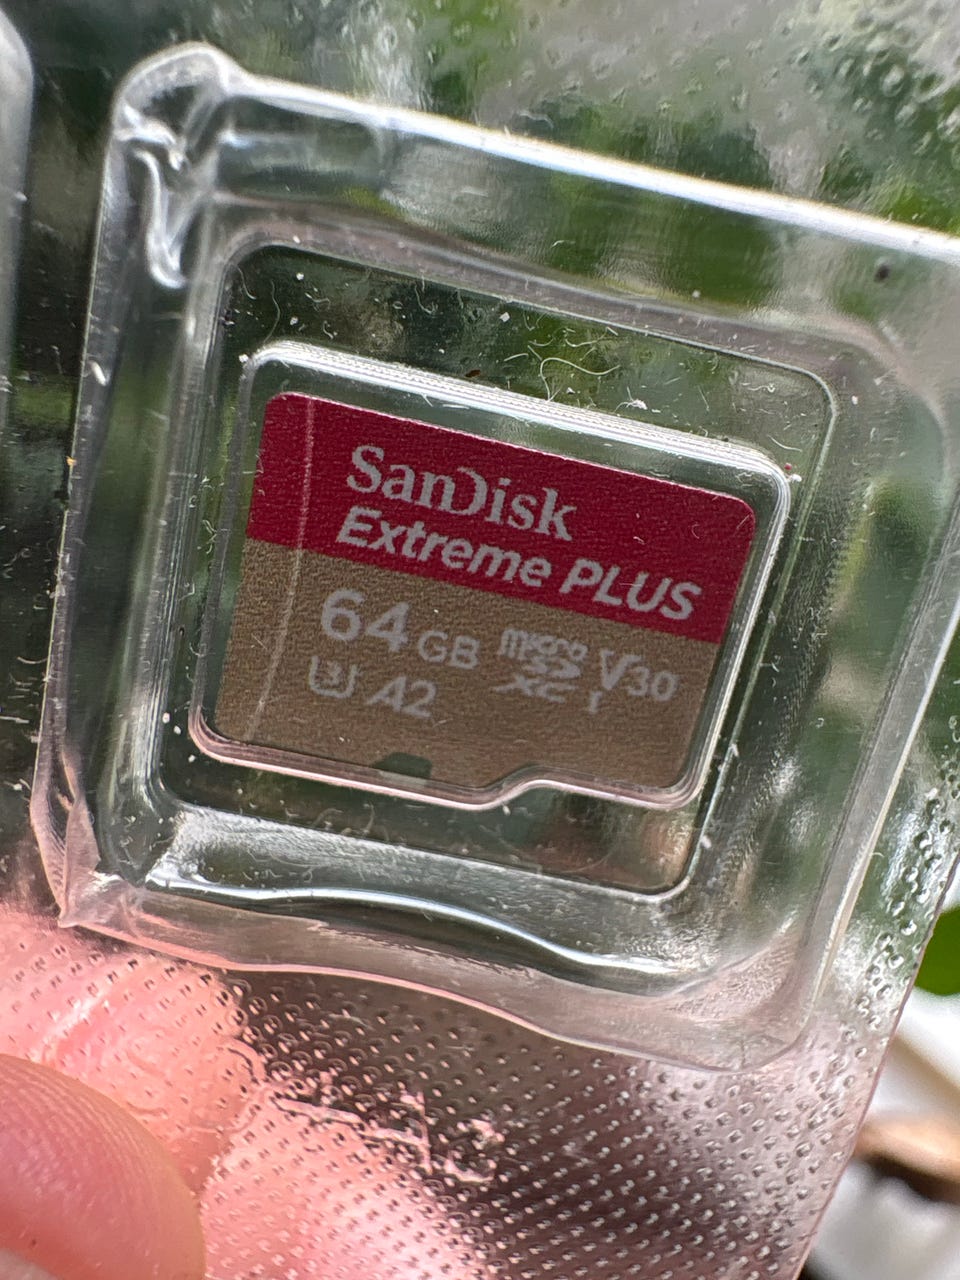 SanDisk
Extreme PLUS
64 GB micro SD XC I V30
U3 A2